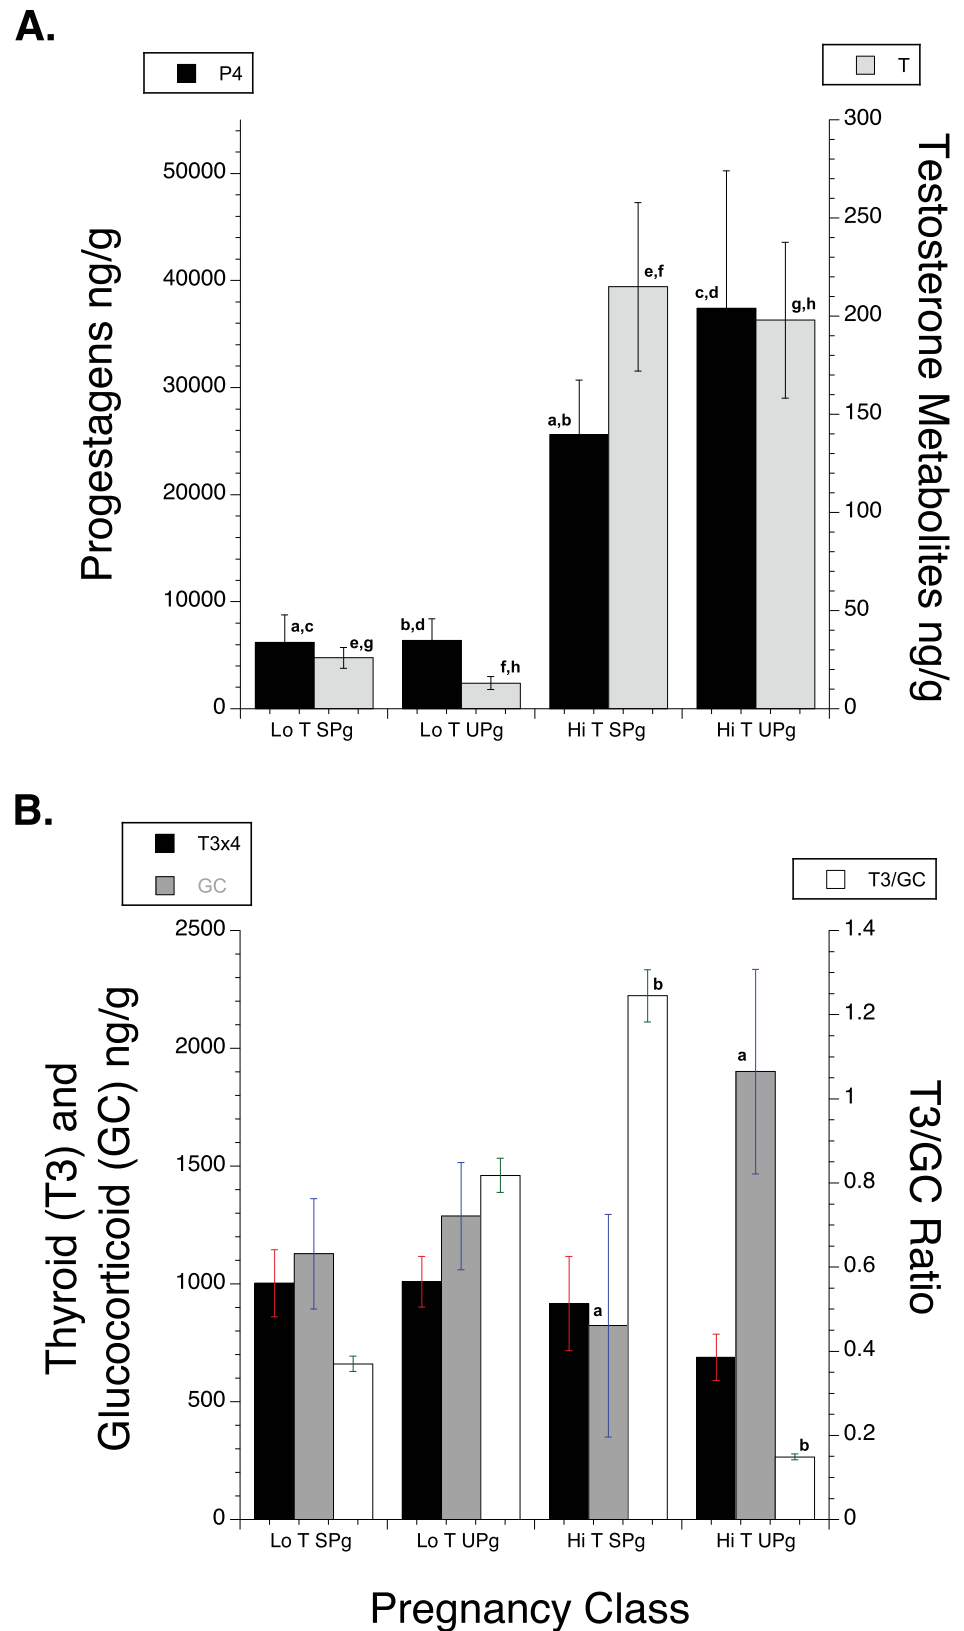 A.
P4
T
Progestagens ng/g
50000
40000
30000
20000
10000
0
300
250
200
150
100
50
0
Testosterone Metabolites ng/g
a,c
e,g
b,d
f,h
a,b
e,f
c,d
g,h
Lo T SPg
Lo T UPg
Hi T SPg
Hi T UPg
B.
T3x4
GC
T3/GC
Thyroid (T3) and
Glucocorticoid (GC) ng/g
2500
2000
1500
1000
500
0
1.4
1.2
1
0.8
0.6
0.4
0.2
0
T3/GC Ratio
a
b
a
b
Lo T SPg
Lo T UPg
Hi T SPg
Hi T UPg
Pregnancy Class